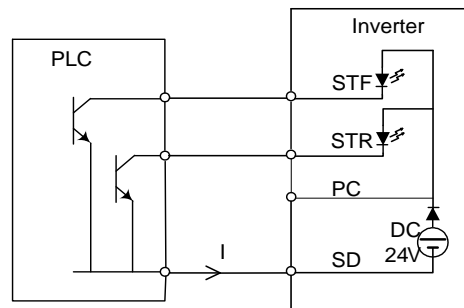 Inverter
PLC
STF
STR
PC
I
DC
24V
SD